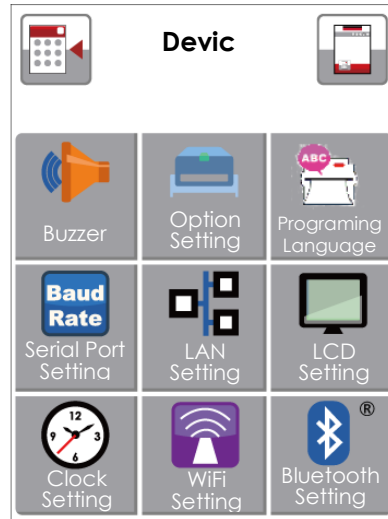 Devic
ABC
Buzzer
Option
Setting
Programing
Language
Baud
Rate
Serial Port
Setting
LAN
Setting
LCD
Setting
12
9
3
6
Clock
Setting
WiFi
Setting
®
Bluetooth
Setting